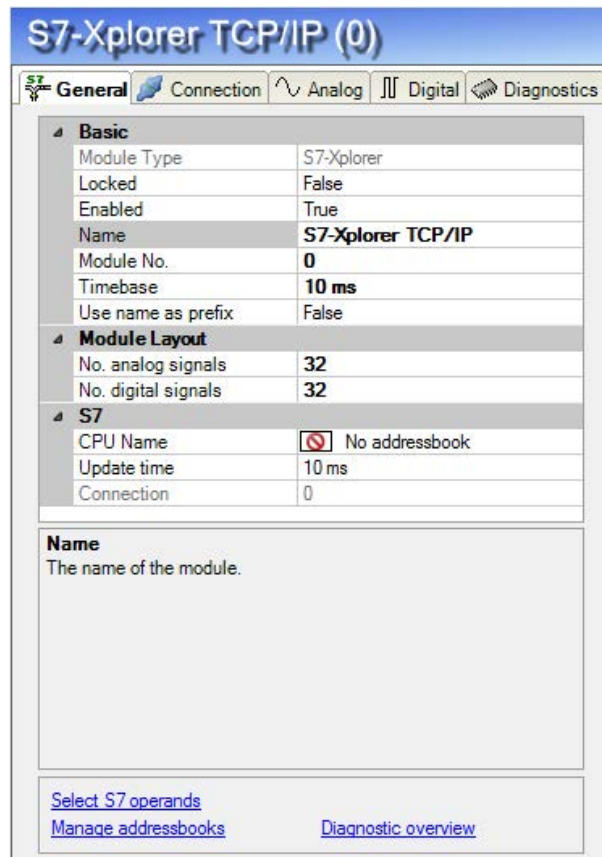 S7-Xplorer TCP/IP (0)
S7 General Connection Analog Digital Diagnostics
Basic
Module Type S7-Xplorer
Locked False
Enabled True
Name S7-Xplorer TCP/IP
Module No. 0
Timebase 10 ms
Use name as prefix False
Module Layout
No. analog signals 32
No. digital signals 32
S7
CPU Name No addressbook
Update time 10 ms
Connection 0
Name
The name of the module.
Select S7 operands
Manage addressbooks Diagnostic overview